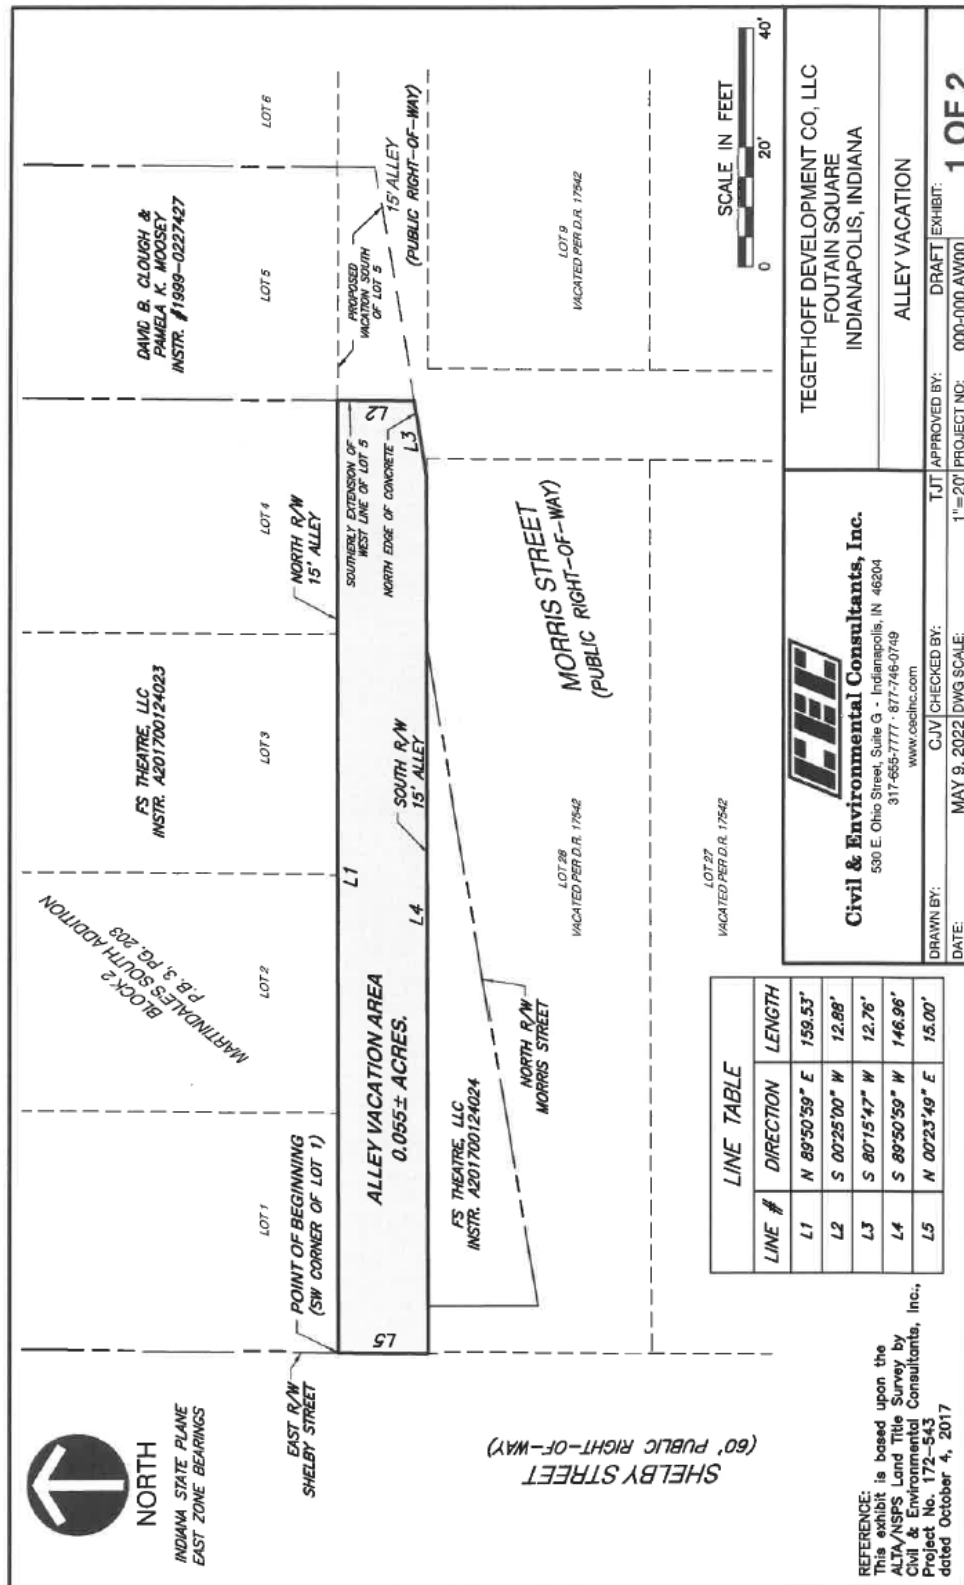 NORTH
INDIANA STATE PLANE
EAST ZONE BEARINGS
EAST R/W
SHELBY STREET
SHELBY STREET
(60' PUBLIC RIGHT-OF-WAY)
POINT OF BEGINNING
(SW CORNER OF LOT 1)
LOT 1
LOT 2
LOT 3
LOT 4
LOT 5
LOT 6
BLOCK 2
MARTINDALE'S SOUTH ADDITION
P.B. 3, PG. 203
FS THEATRE, LLC
INSTR. A201700124023
DAVID B. CLOUGH &
PAMELA K. MOOSEY
INSTR. #1999-0227427
NORTH R/W
15' ALLEY
SOUTHERLY EXTENSION OF
WEST LINE OF LOT 5
NORTH EDGE OF CONCRETE
PROPOSED
VACATION SOUTH
OF LOT 5
15' ALLEY
(PUBLIC RIGHT-OF-WAY)
L1
L2
L3
L4
L5
ALLEY VACATION AREA
0.055± ACRES.
SOUTH R/W
15' ALLEY
FS THEATRE, LLC
INSTR. A201700124024
NORTH R/W
MORRIS STREET
MORRIS STREET
(PUBLIC RIGHT-OF-WAY)
LOT 28
VACATED PER D.R. 17542
LOT 27
VACATED PER D.R. 17542
LOT 9
VACATED PER D.R. 17542
SCALE IN FEET
0 20' 40'
LINE TABLE
LINE # DIRECTION LENGTH
L1 N 89°50'59" E 159.53'
L2 S 00°25'00" W 12.88'
L3 S 80°15'47" W 12.76'
L4 S 89°50'59" W 146.96'
L5 N 00°23'49" E 15.00'
REFERENCE:
This exhibit is based upon the
ALTA/NSPS Land Title Survey by
Civil & Environmental Consultants, Inc.,
Project No. 172-543
dated October 4, 2017
CEC
Civil & Environmental Consultants, Inc.
530 E. Ohio Street, Suite G - Indianapolis, IN 46204
317-655-7777 · 877-746-0749
www.cecinc.com
TEGETHOFF DEVELOPMENT CO, LLC
FOUTAIN SQUARE
INDIANAPOLIS, INDIANA
ALLEY VACATION
DRAWN BY: CJV CHECKED BY: TJT APPROVED BY: DRAFT EXHIBIT:
DATE: MAY 9, 2022 DWG SCALE: 1"=20' PROJECT NO: 000-000.AW00 1 OF 2